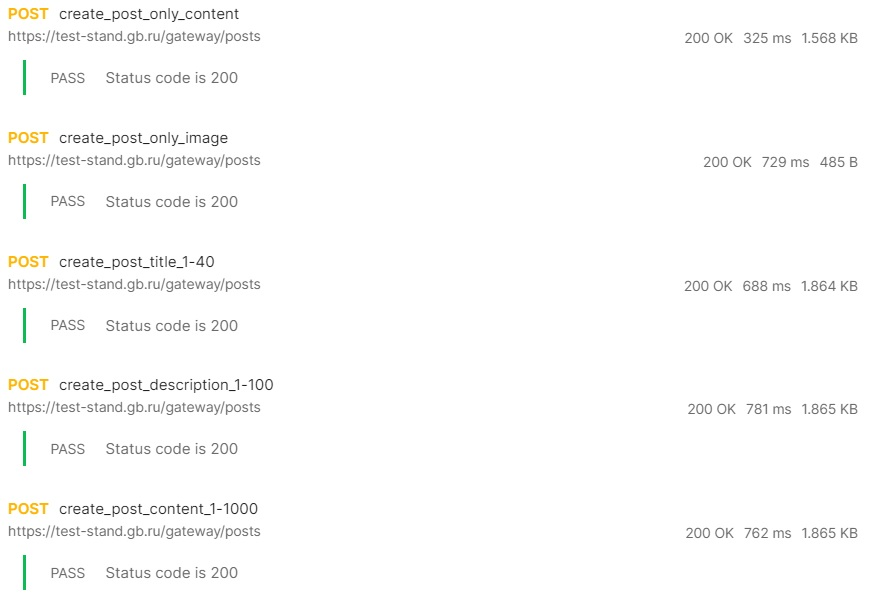 POST create_post_only_content
https://test-stand.gb.ru/gateway/posts 200 OK 325 ms 1.568 KB
PASS Status code is 200
POST create_post_only_image
https://test-stand.gb.ru/gateway/posts 200 OK 729 ms 485 B
PASS Status code is 200
POST create_post_title_1-40
https://test-stand.gb.ru/gateway/posts 200 OK 688 ms 1.864 KB
PASS Status code is 200
POST create_post_description_1-100
https://test-stand.gb.ru/gateway/posts 200 OK 781 ms 1.865 KB
PASS Status code is 200
POST create_post_content_1-1000
https://test-stand.gb.ru/gateway/posts 200 OK 762 ms 1.865 KB
PASS Status code is 200